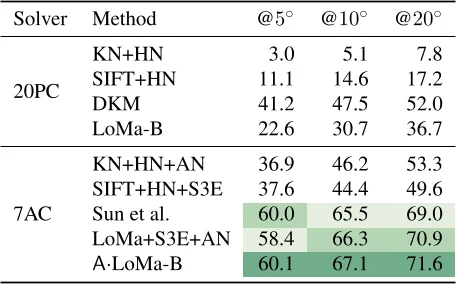 Solver Method @5° @10° @20°
KN+HN 3.0 5.1 7.8
SIFT+HN 11.1 14.6 17.2
20PC
DKM 41.2 47.5 52.0
LoMa-B 22.6 30.7 36.7
KN+HN+AN 36.9 46.2 53.3
SIFT+HN+S3E 37.6 44.4 49.6
7AC Sun et al. 60.0 65.5 69.0
LoMa+S3E+AN 58.4 66.3 70.9
A·LoMa-B 60.1 67.1 71.6